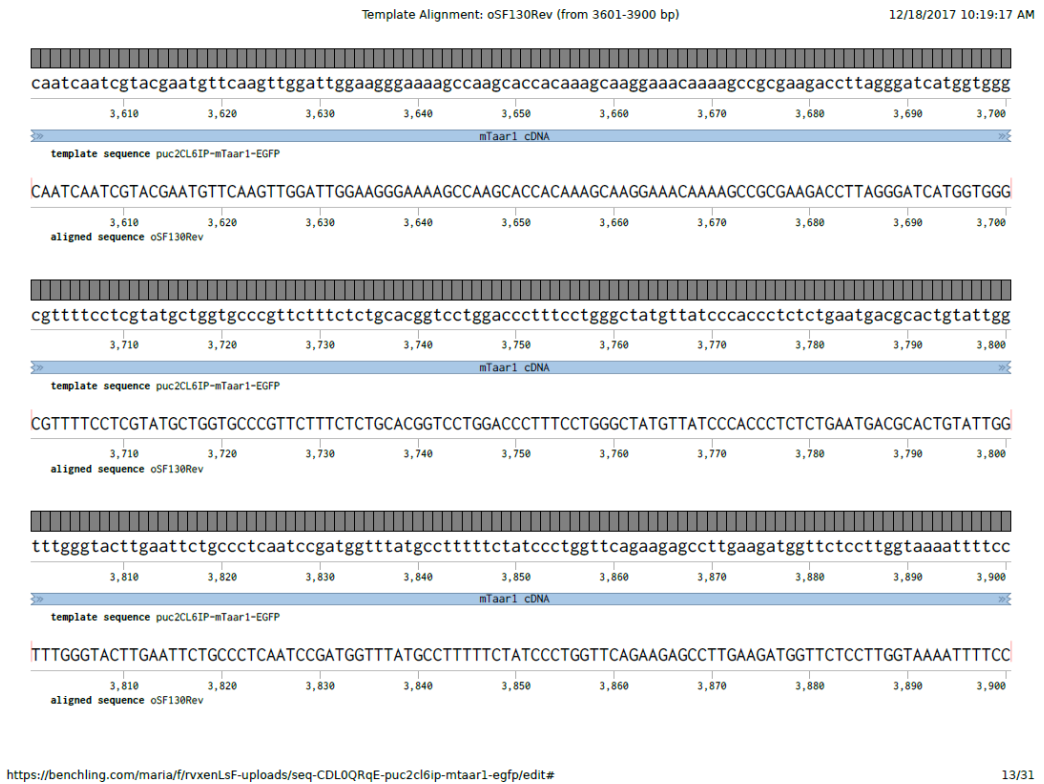 Template Alignment: oSF130Rev (from 3601-3900 bp) 12/18/2017 10:19:17 AM
caatcaatcgtacgaatgttcaagttggattggaagggaaaagccaagcaccacaaagcaaggaaacaaaagccgcgaagaccttagggatcatggtggg
3,610 3,620 3,630 3,640 3,650 3,660 3,670 3,680 3,690 3,700
mTaar1 cDNA
template sequence puc2CL6IP-mTaar1-EGFP
CAATCAATCGTACGAATGTTCAAGTTGGATTGGAAGGGAAAAGCCAAGCACCACAAAGCAAGGAAACAAAAGCCGCGAAGACCTTAGGGATCATGGTGGG
3,610 3,620 3,630 3,640 3,650 3,660 3,670 3,680 3,690 3,700
aligned sequence oSF130Rev
cgttttcctcgtatgctggtgcccgttctttctctgcacggtcctggaccctttcctgggctatgttatcccaccctctctgaatgacgcactgtattgg
3,710 3,720 3,730 3,740 3,750 3,760 3,770 3,780 3,790 3,800
mTaar1 cDNA
template sequence puc2CL6IP-mTaar1-EGFP
CGTTTTCCTCGTATGCTGGTGCCCGTTCTTTCTCTGCACGGTCCTGGACCCTTTCCTGGGCTATGTTATCCCACCCTCTCTGAATGACGCACTGTATTGG
3,710 3,720 3,730 3,740 3,750 3,760 3,770 3,780 3,790 3,800
aligned sequence oSF130Rev
tttgggtacttgaattctgccctcaatccgatggtttatgcctttttctatccctggttcagaagagccttgaagatggttctccttggtaaaattttcc
3,810 3,820 3,830 3,840 3,850 3,860 3,870 3,880 3,890 3,900
mTaar1 cDNA
template sequence puc2CL6IP-mTaar1-EGFP
TTTGGGTACTTGAATTCTGCCCTCAATCCGATGGTTTATGCCTTTTTCTATCCCTGGTTCAGAAGAGCCTTGAAGATGGTTCTCCTTGGTAAAATTTTCC
3,810 3,820 3,830 3,840 3,850 3,860 3,870 3,880 3,890 3,900
aligned sequence oSF130Rev
https://benchling.com/maria/f/rvxenLsF-uploads/seq-CDL0QRqE-puc2cl6ip-mtaar1-egfp/edit# 13/31